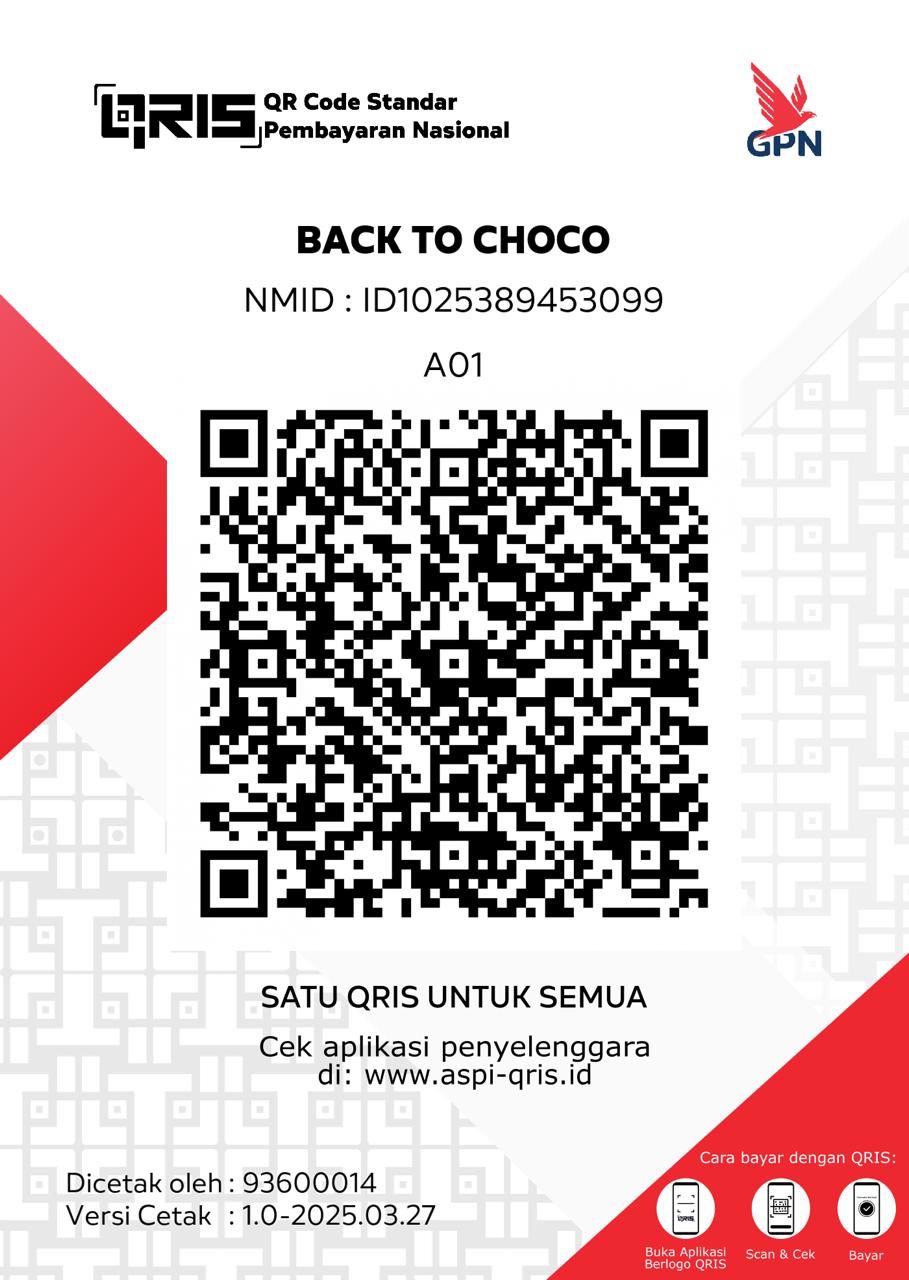 QRIS
QR Code Standar
Pembayaran Nasional
GPN
BACK TO CHOCO
NMID : ID1025389453099
A01
SATU QRIS UNTUK SEMUA
Cek aplikasi penyelenggara
di: www.aspi-qris.id
Dicetak oleh : 93600014
Versi Cetak : 1.0-2025.03.27
Cara bayar dengan QRIS:
QRIS
Buka Aplikasi
Berlogo QRIS
Scan & Cek
Bayar